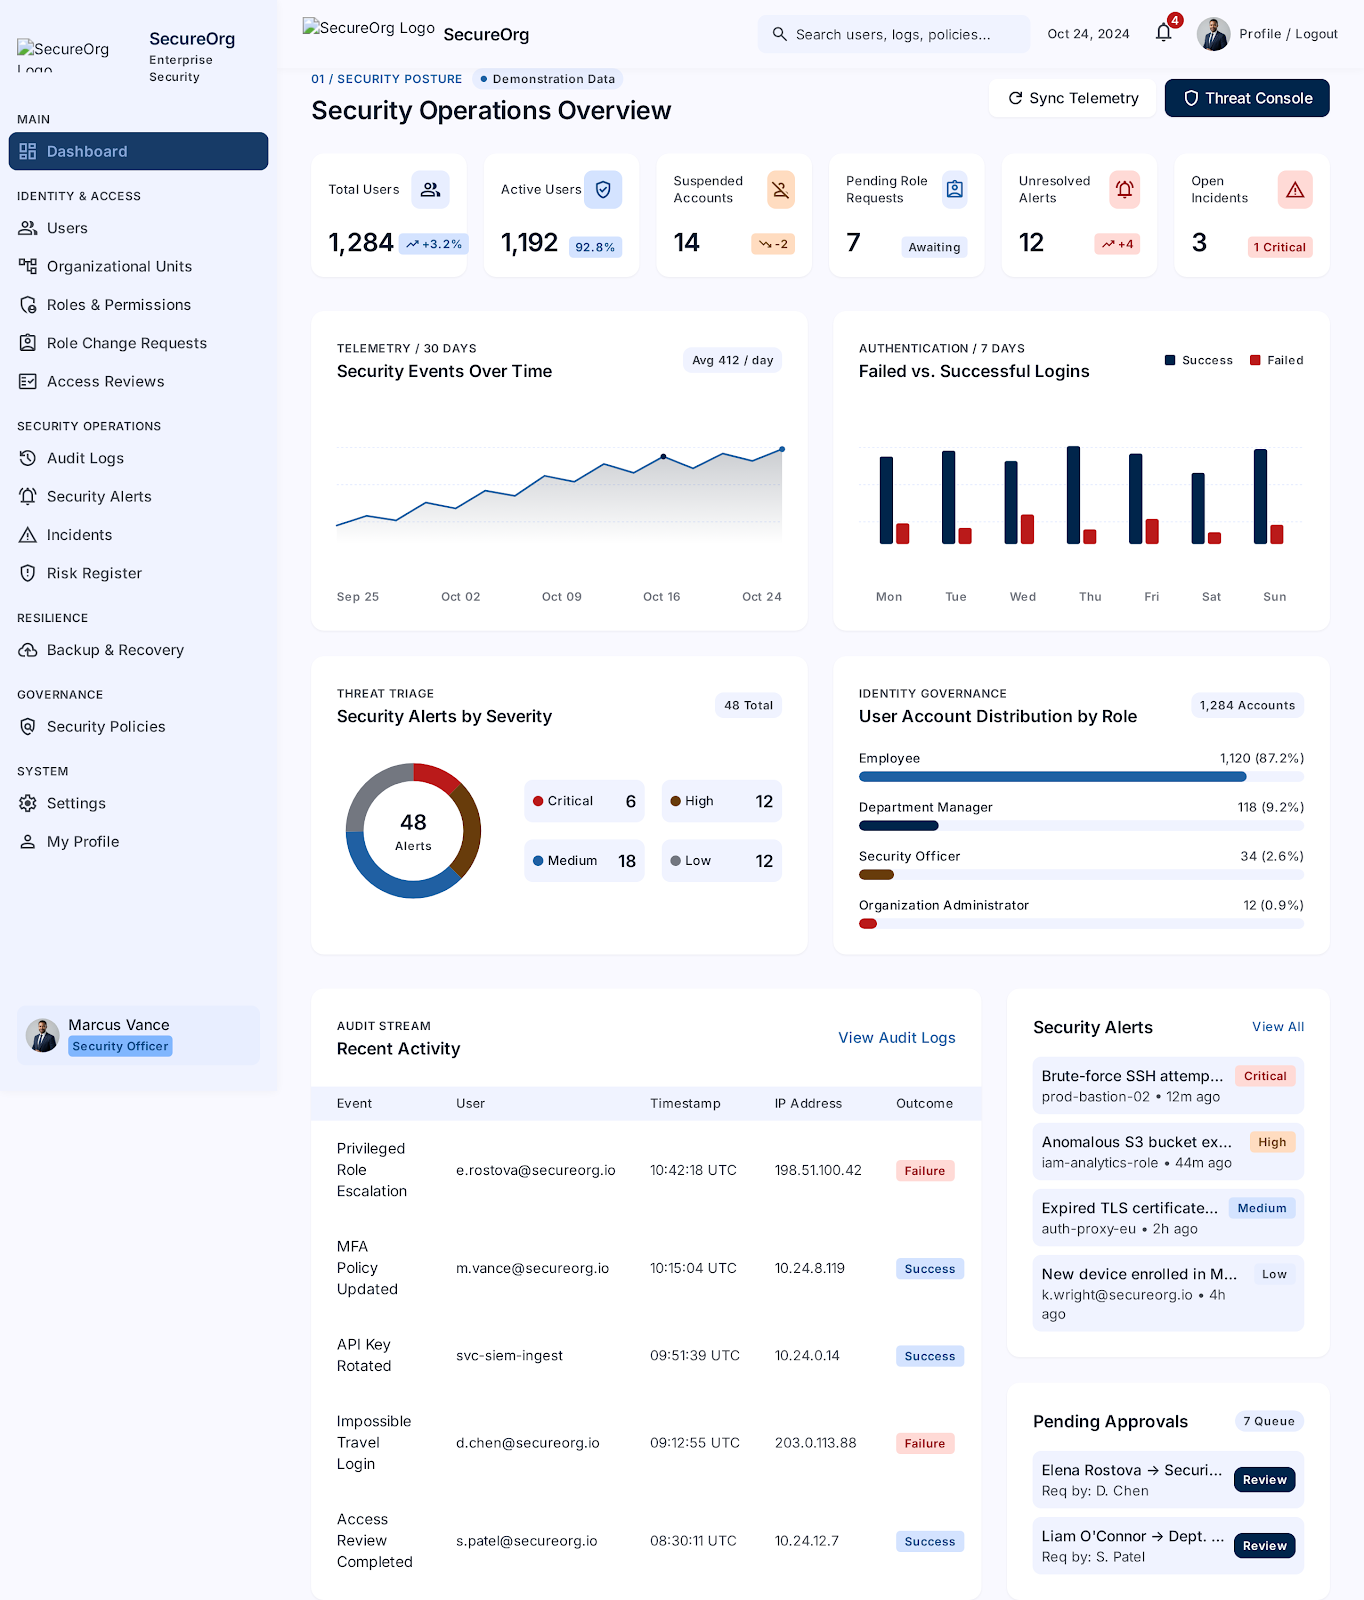 SecureOrg Logo
SecureOrg
Enterprise
Security
MAIN
Dashboard
IDENTITY & ACCESS
Users
Organizational Units
Roles & Permissions
Role Change Requests
Access Reviews
SECURITY OPERATIONS
Audit Logs
Security Alerts
Incidents
Risk Register
RESILIENCE
Backup & Recovery
GOVERNANCE
Security Policies
SYSTEM
Settings
My Profile
Marcus Vance
Security Officer
SecureOrg Logo SecureOrg
Search users, logs, policies...
Oct 24, 2024
4
Profile / Logout
01 / SECURITY POSTURE
Demonstration Data
Security Operations Overview
Sync Telemetry
Threat Console
Total Users
1,284 +3.2%
Active Users
1,192 92.8%
Suspended
Accounts
14 -2
Pending Role
Requests
7 Awaiting
Unresolved
Alerts
12 +4
Open
Incidents
3 1 Critical
TELEMETRY / 30 DAYS
Security Events Over Time
Avg 412 / day
Sep 25 Oct 02 Oct 09 Oct 16 Oct 24
AUTHENTICATION / 7 DAYS
Failed vs. Successful Logins
Success Failed
Mon Tue Wed Thu Fri Sat Sun
THREAT TRIAGE
Security Alerts by Severity
48 Total
48
Alerts
Critical 6
High 12
Medium 18
Low 12
IDENTITY GOVERNANCE
User Account Distribution by Role
1,284 Accounts
Employee 1,120 (87.2%)
Department Manager 118 (9.2%)
Security Officer 34 (2.6%)
Organization Administrator 12 (0.9%)
AUDIT STREAM
Recent Activity
View Audit Logs
Event User Timestamp IP Address Outcome
Privileged
Role
Escalation
e.rostova@secureorg.io 10:42:18 UTC 198.51.100.42 Failure
MFA
Policy
Updated
m.vance@secureorg.io 10:15:04 UTC 10.24.8.119 Success
API Key
Rotated
svc-siem-ingest 09:51:39 UTC 10.24.0.14 Success
Impossible
Travel
Login
d.chen@secureorg.io 09:12:55 UTC 203.0.113.88 Failure
Access
Review
Completed
s.patel@secureorg.io 08:30:11 UTC 10.24.12.7 Success
Security Alerts
View All
Brute-force SSH attemp... Critical
prod-bastion-02 • 12m ago
Anomalous S3 bucket ex... High
iam-analytics-role • 44m ago
Expired TLS certificate... Medium
auth-proxy-eu • 2h ago
New device enrolled in M... Low
k.wright@secureorg.io • 4h
ago
Pending Approvals
7 Queue
Elena Rostova → Securi...
Req by: D. Chen
Review
Liam O'Connor → Dept. ...
Req by: S. Patel
Review